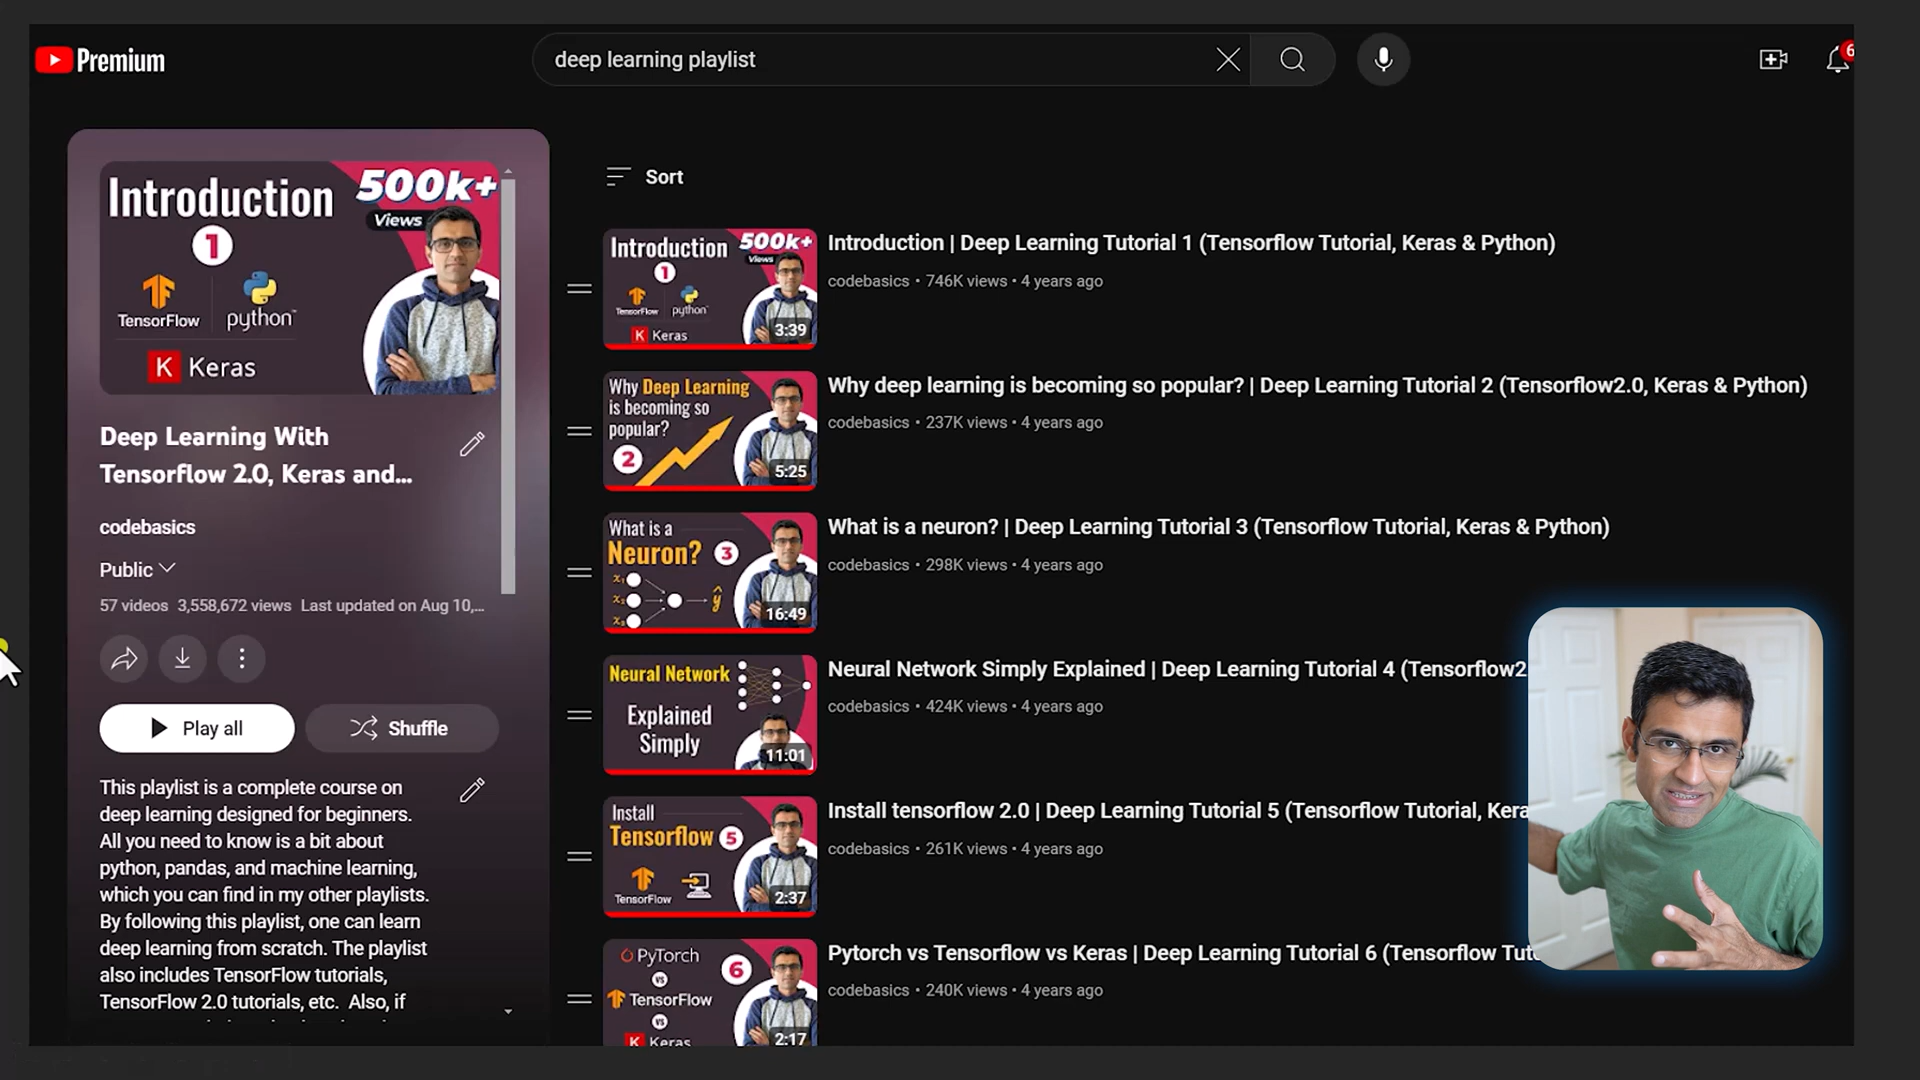 Premium
deep learning playlist
6
Introduction
500k+
Views
1
TensorFlow
python
K Keras
Deep Learning With
Tensorflow 2.0, Keras and...
codebasics
Public
57 videos 3,558,672 views Last updated on Aug 10,...
Play all
Shuffle
This playlist is a complete course on
deep learning designed for beginners.
All you need to know is a bit about
python, pandas, and machine learning,
which you can find in my other playlists.
By following this playlist, one can learn
deep learning from scratch. The playlist
also includes TensorFlow tutorials,
TensorFlow 2.0 tutorials, etc. Also, if
Sort
Introduction
500k+
Views
1
TensorFlow
python
K Keras
3:39
Introduction | Deep Learning Tutorial 1 (Tensorflow Tutorial, Keras & Python)
codebasics • 746K views • 4 years ago
Why Deep Learning
is becoming so
popular?
2
5:25
Why deep learning is becoming so popular? | Deep Learning Tutorial 2 (Tensorflow2.0, Keras & Python)
codebasics • 237K views • 4 years ago
What is a
Neuron? 3
x₁
x₂
x₃
ŷ
16:49
What is a neuron? | Deep Learning Tutorial 3 (Tensorflow Tutorial, Keras & Python)
codebasics • 298K views • 4 years ago
Neural Network
Explained
Simply
11:01
Neural Network Simply Explained | Deep Learning Tutorial 4 (Tensorflow2
codebasics • 424K views • 4 years ago
Install
Tensorflow 5
TensorFlow
2:37
Install tensorflow 2.0 | Deep Learning Tutorial 5 (Tensorflow Tutorial, Kera
codebasics • 261K views • 4 years ago
PyTorch
6
vs
TensorFlow
vs
K Keras
2:17
Pytorch vs Tensorflow vs Keras | Deep Learning Tutorial 6 (Tensorflow Tuto
codebasics • 240K views • 4 years ago